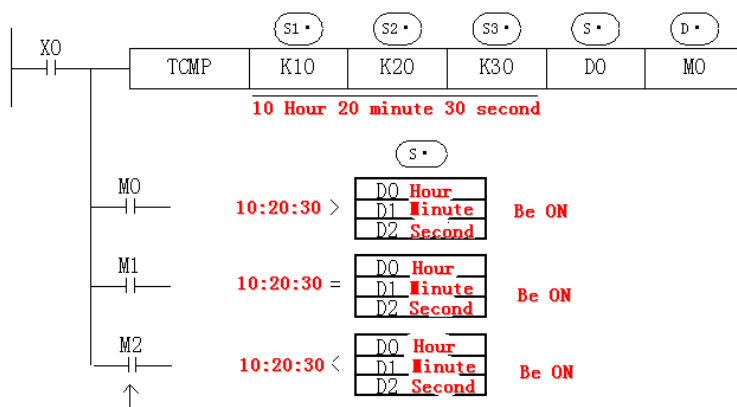 S1· S2· S3· S· D·
X0
TCMP K10 K20 K30 D0 M0
10 Hour 20 minute 30 second
S·
M0
D0 Hour
10:20:30 > D1 Minute Be ON
D2 Second
M1
D0 Hour
10:20:30 = D1 Minute Be ON
D2 Second
M2
D0 Hour
10:20:30 < D1 Minute Be ON
D2 Second